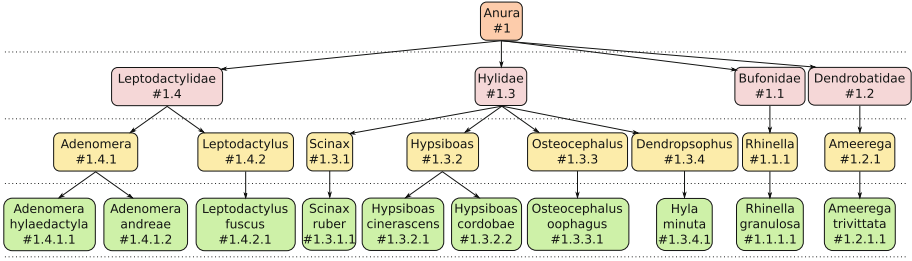 Anura
#1
Leptodactylidae
#1.4
Hylidae
#1.3
Bufonidae
#1.1
Dendrobatidae
#1.2
Adenomera
#1.4.1
Leptodactylus
#1.4.2
Scinax
#1.3.1
Hypsiboas
#1.3.2
Osteocephalus
#1.3.3
Dendropsophus
#1.3.4
Rhinella
#1.1.1
Ameerega
#1.2.1
Adenomera
hylaedactyla
#1.4.1.1
Adenomera
andreae
#1.4.1.2
Leptodactylus
fuscus
#1.4.2.1
Scinax
ruber
#1.3.1.1
Hypsiboas
cinerascens
#1.3.2.1
Hypsiboas
cordobae
#1.3.2.2
Osteocephalus
oophagus
#1.3.3.1
Hyla
minuta
#1.3.4.1
Rhinella
granulosa
#1.1.1.1
Ameerega
trivittata
#1.2.1.1